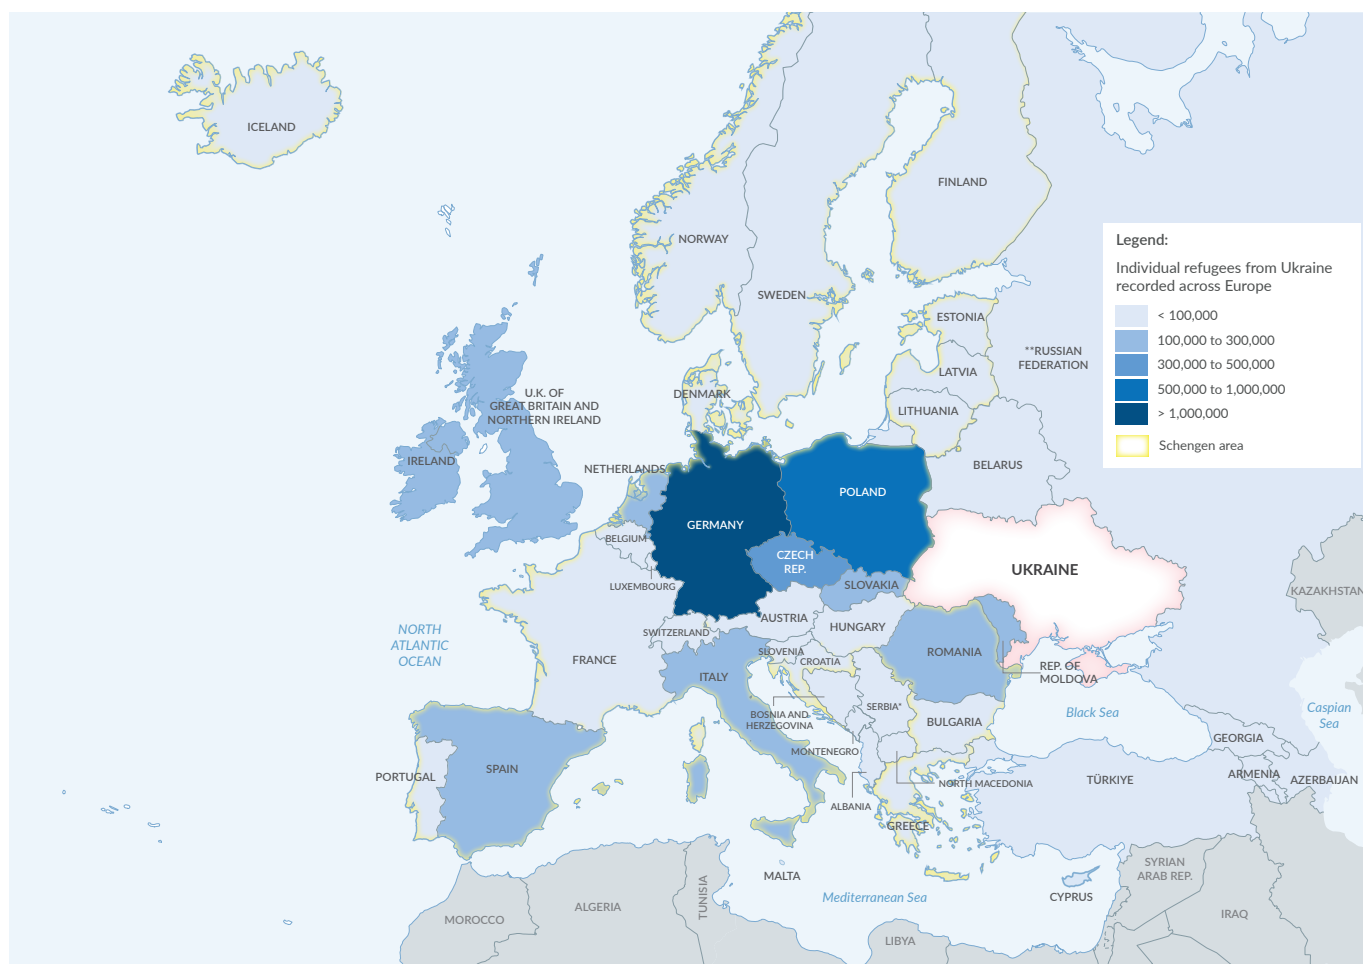 ICELAND
FINLAND
NORWAY
SWEDEN
ESTONIA
**RUSSIAN
FEDERATION
LATVIA
LITHUANIA
DENMARK
BELARUS
Legend:
Individual refugees from Ukraine
recorded across Europe
< 100,000
100,000 to 300,000
300,000 to 500,000
500,000 to 1,000,000
> 1,000,000
Schengen area
U.K. OF
GREAT BRITAIN AND
NORTHERN IRELAND
IRELAND
NETHERLANDS
POLAND
GERMANY
BELGIUM
CZECH
REP.
UKRAINE
LUXEMBOURG
SLOVAKIA
KAZAKHSTAN
NORTH
ATLANTIC
OCEAN
AUSTRIA
HUNGARY
SWITZERLAND
FRANCE
SLOVENIA
CROATIA
ROMANIA
ITALY
REP. OF
MOLDOVA
SERBIA*
BOSNIA AND
HERZEGOVINA
BULGARIA
Black Sea
Caspian
Sea
GEORGIA
MONTENEGRO
PORTUGAL
SPAIN
NORTH MACEDONIA
TÜRKIYE
ARMENIA
AZERBAIJAN
ALBANIA
GREECE
MALTA
SYRIAN
ARAB REP.
Mediterranean Sea
CYPRUS
TUNISIA
ALGERIA
MOROCCO
LIBYA
IRAQ